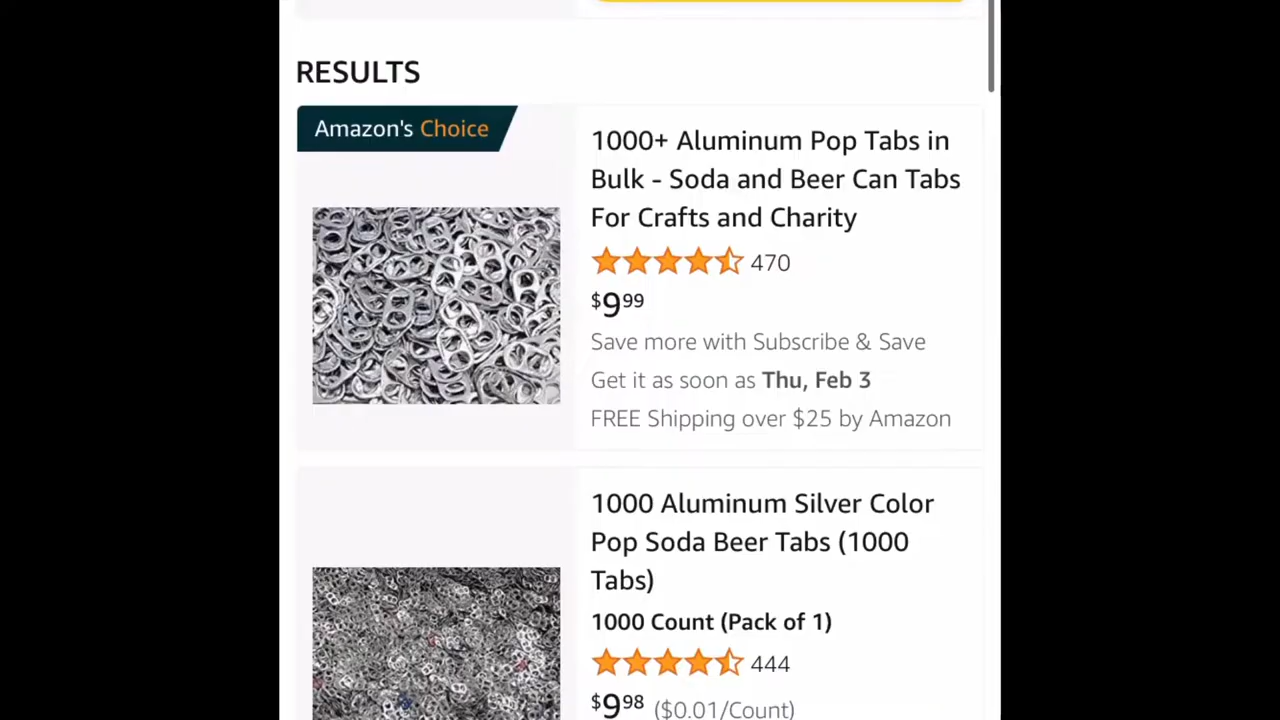 RESULTS
Amazon's Choice
1000+ Aluminum Pop Tabs in
Bulk - Soda and Beer Can Tabs
For Crafts and Charity
470
$9.99
Save more with Subscribe & Save
Get it as soon as Thu, Feb 3
FREE Shipping over $25 by Amazon
1000 Aluminum Silver Color
Pop Soda Beer Tabs (1000
Tabs)
1000 Count (Pack of 1)
444
$9.98 ($0.01/Count)